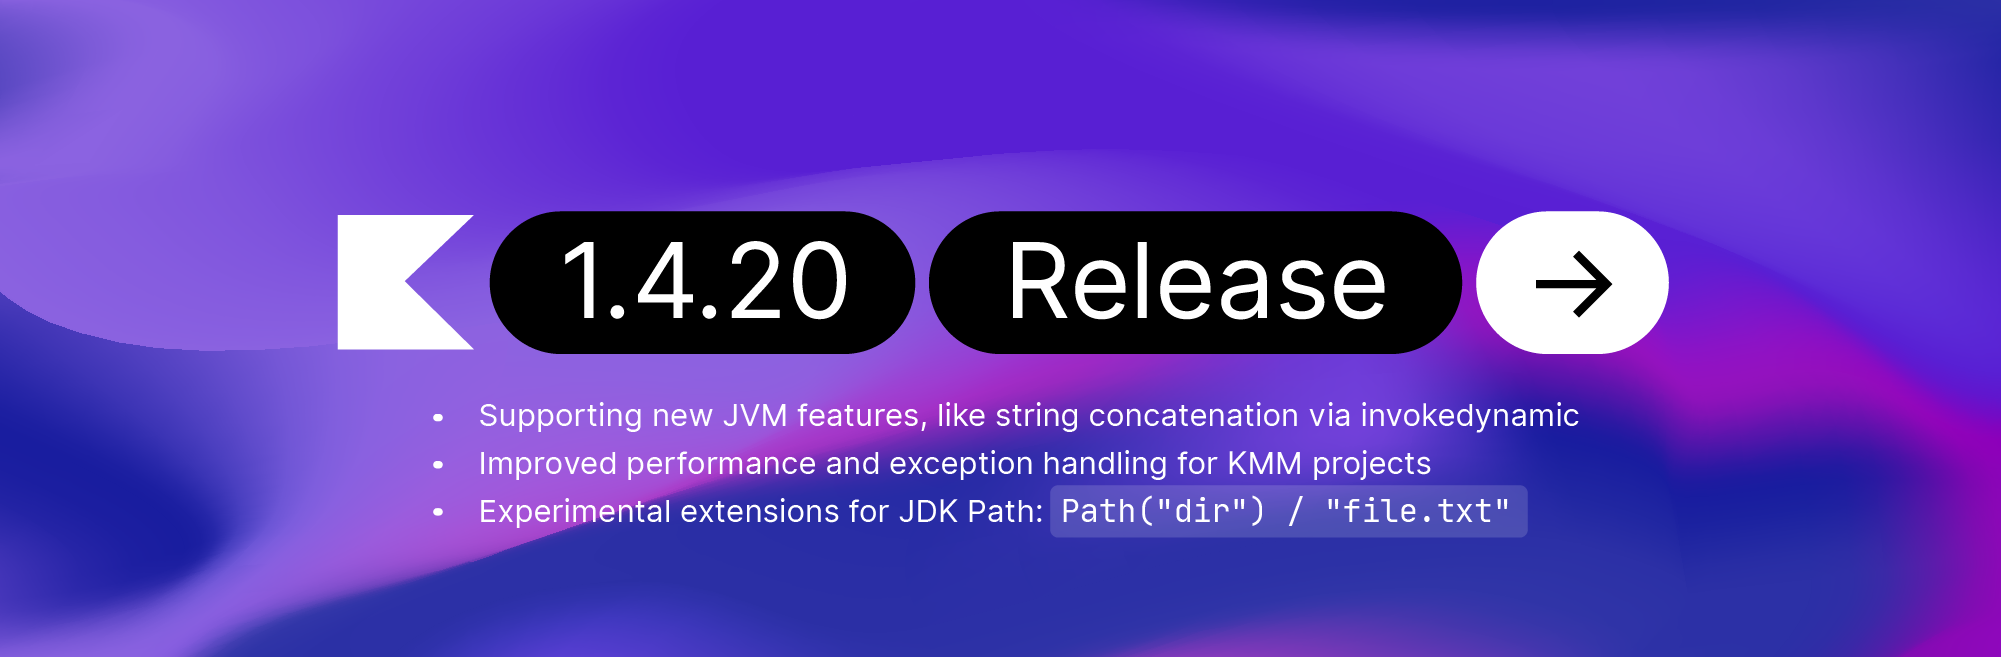 1.4.20 Release →
• Supporting new JVM features, like string concatenation via invokedynamic
• Improved performance and exception handling for KMM projects
• Experimental extensions for JDK Path: Path("dir") / "file.txt"